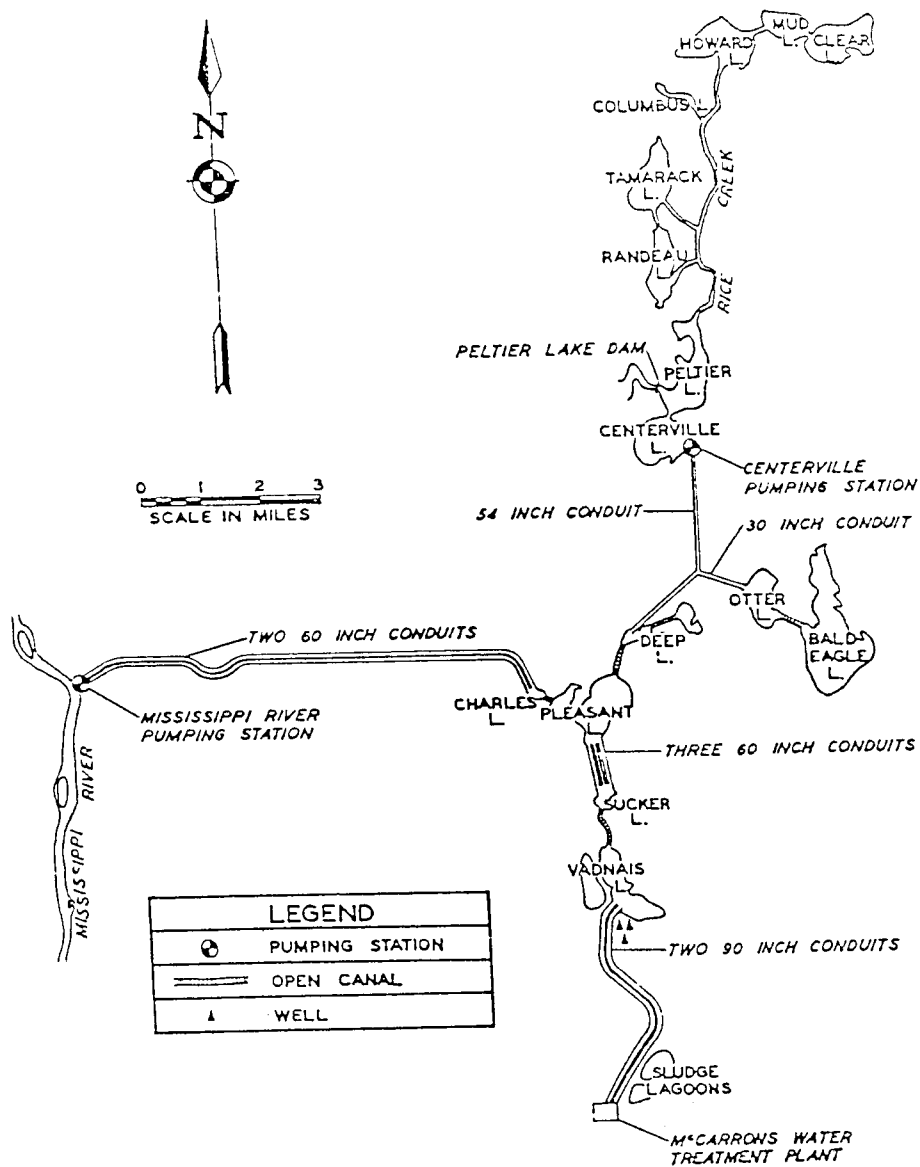 MUD
L.
HOWARD
L.
CLEAR
L.
N
COLUMBUS L.
TAMARACK
L.
CREEK
RANDEAU
L.
RICE
PELTIER LAKE DAM
PELTIER
L.
CENTERVILLE
L.
CENTERVILLE
PUMPING STATION
0 1 2 3
SCALE IN MILES
54 INCH CONDUIT
30 INCH CONDUIT
OTTER
L.
BALD
EAGLE
L.
DEEP
L.
TWO 60 INCH CONDUITS
CHARLES
L.
PLEASANT
L.
MISSISSIPPI RIVER
PUMPING STATION
THREE 60 INCH CONDUITS
SUCKER
L.
MISSISSIPPI RIVER
VADNAIS
L.
TWO 90 INCH CONDUITS
LEGEND
PUMPING STATION
OPEN CANAL
WELL
SLUDGE
LAGOONS
McCARRONS WATER
TREATMENT PLANT